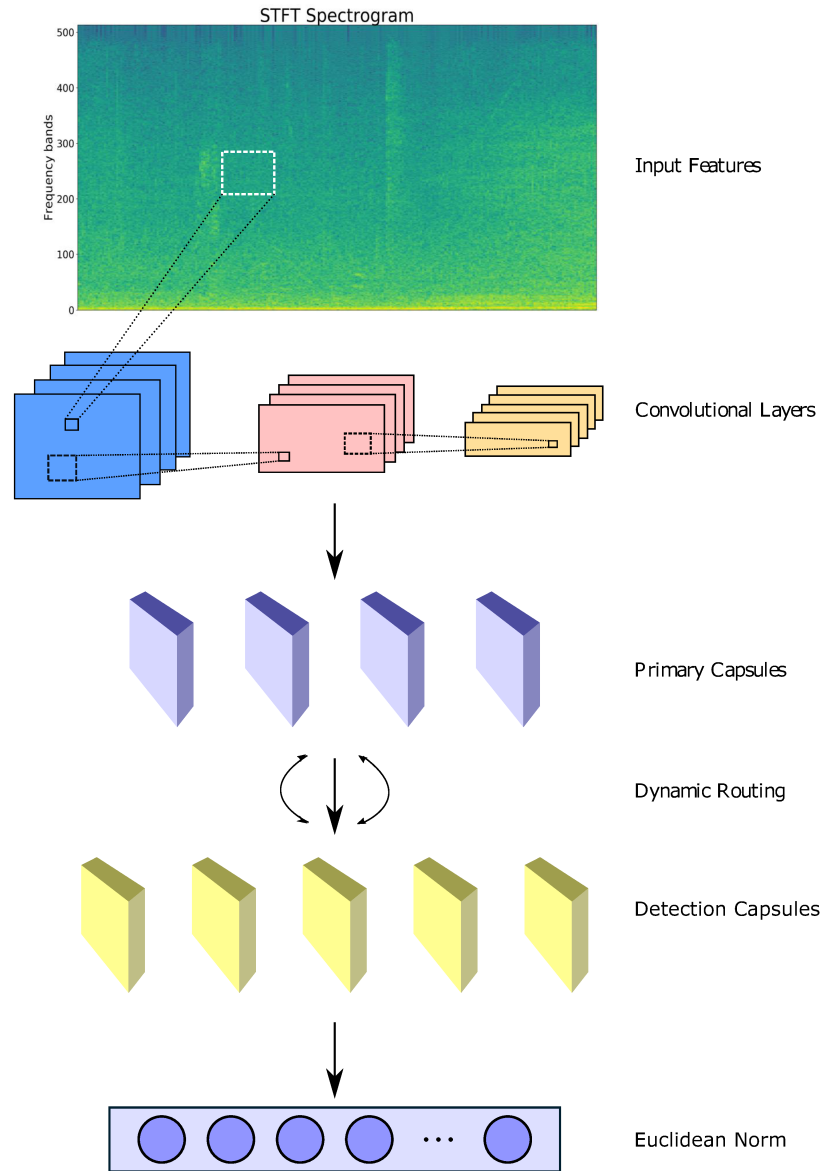 STFT Spectrogram
500
400
300
200
100
0
Frequency bands
Input Features
Convolutional Layers
Primary Capsules
Dynamic Routing
Detection Capsules
...
Euclidean Norm